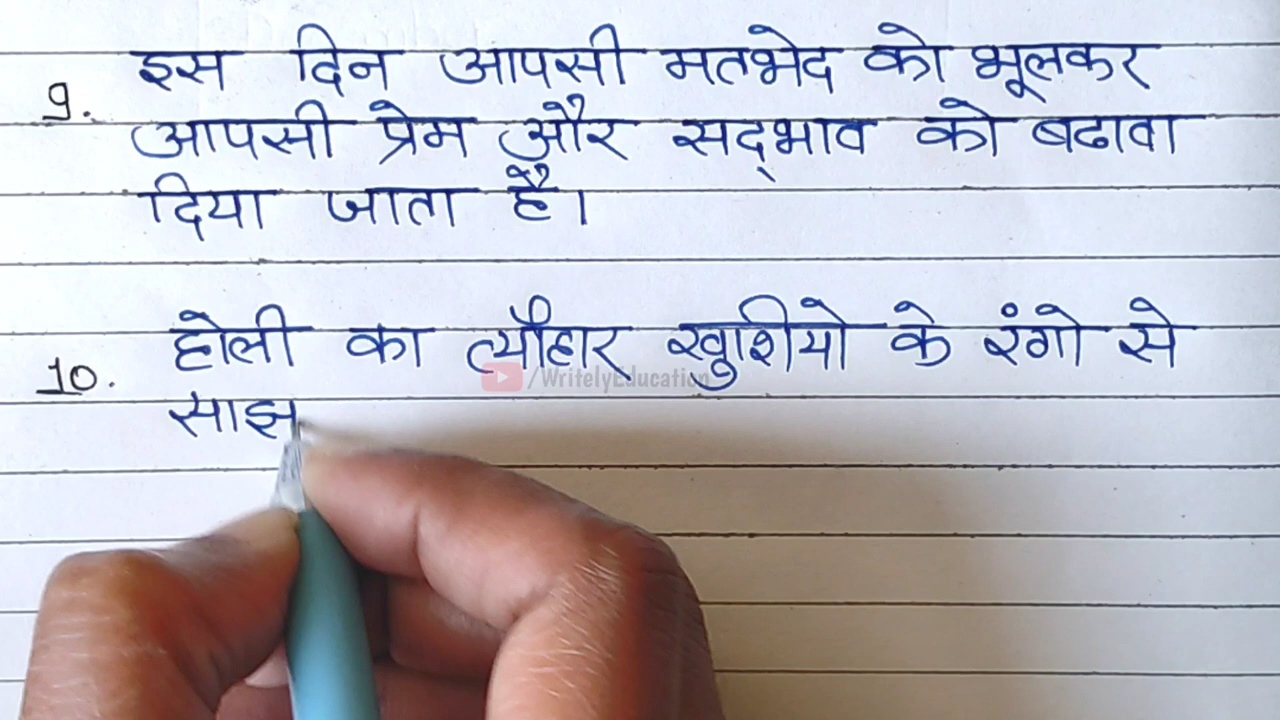 9. इस दिन आपसी मतभेद को भूलकर
आपसी प्रेम और सद्भाव को बढावा
दिया जाता है।
10. होली का त्यौहार खुशीयो के रंगो से
/WritelyEducation
साझ